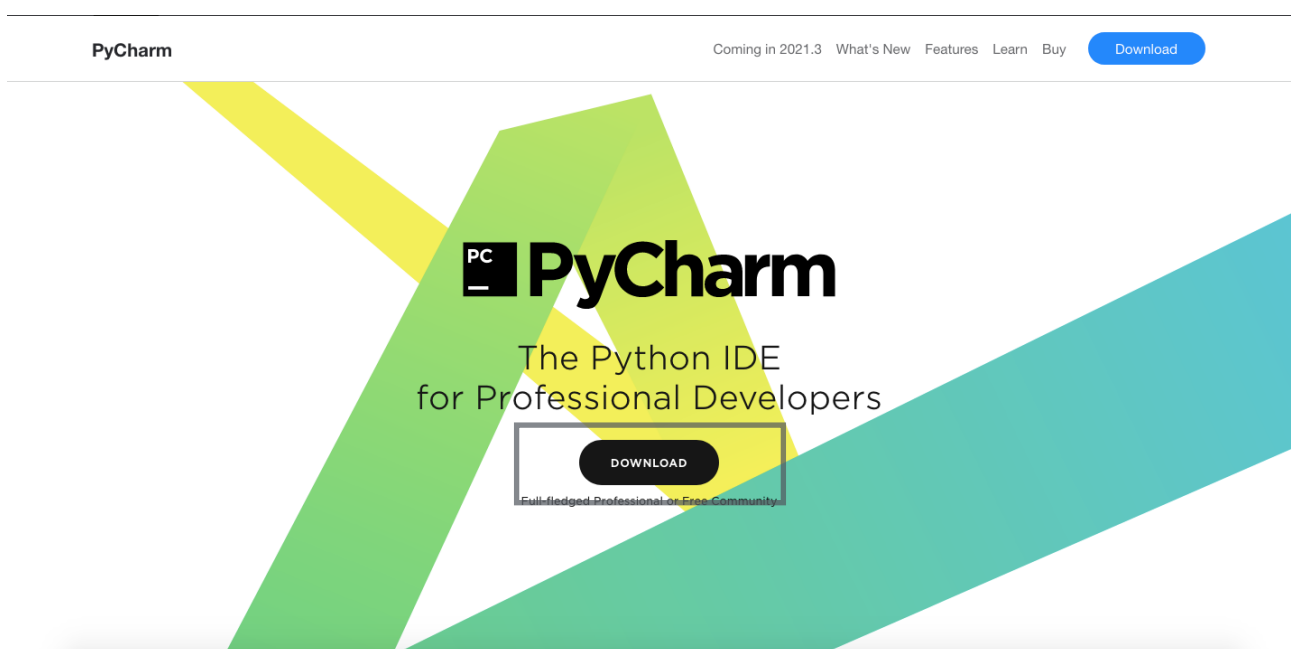 PyCharm
Coming in 2021.3 What's New Features Learn Buy Download
PC
PyCharm
The Python IDE
for Professional Developers
DOWNLOAD
Full-fledged Professional or Free Community